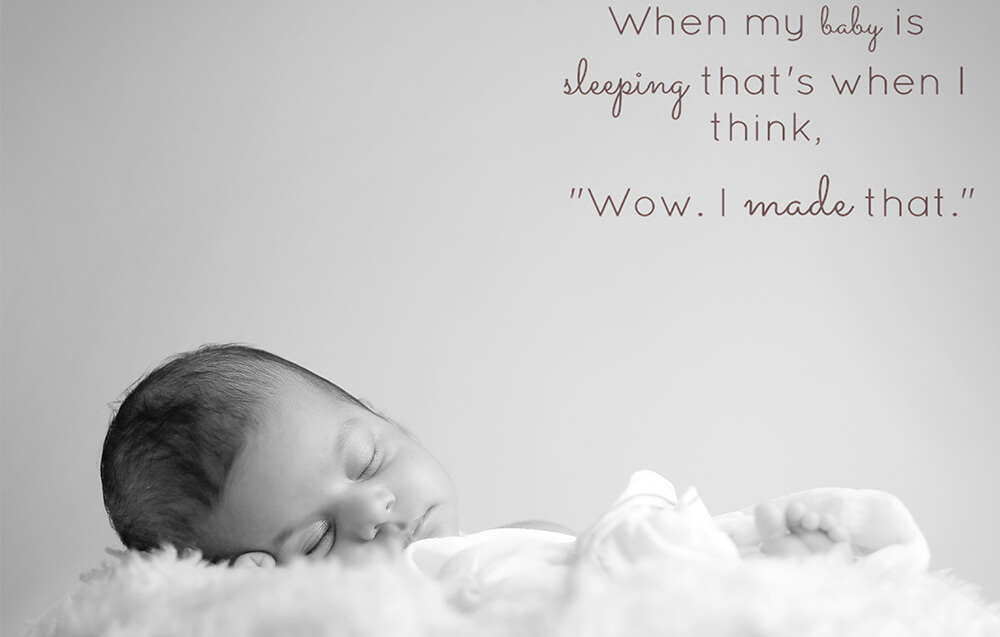 When my baby is
sleeping that's when I
think,
"Wow. I made that."